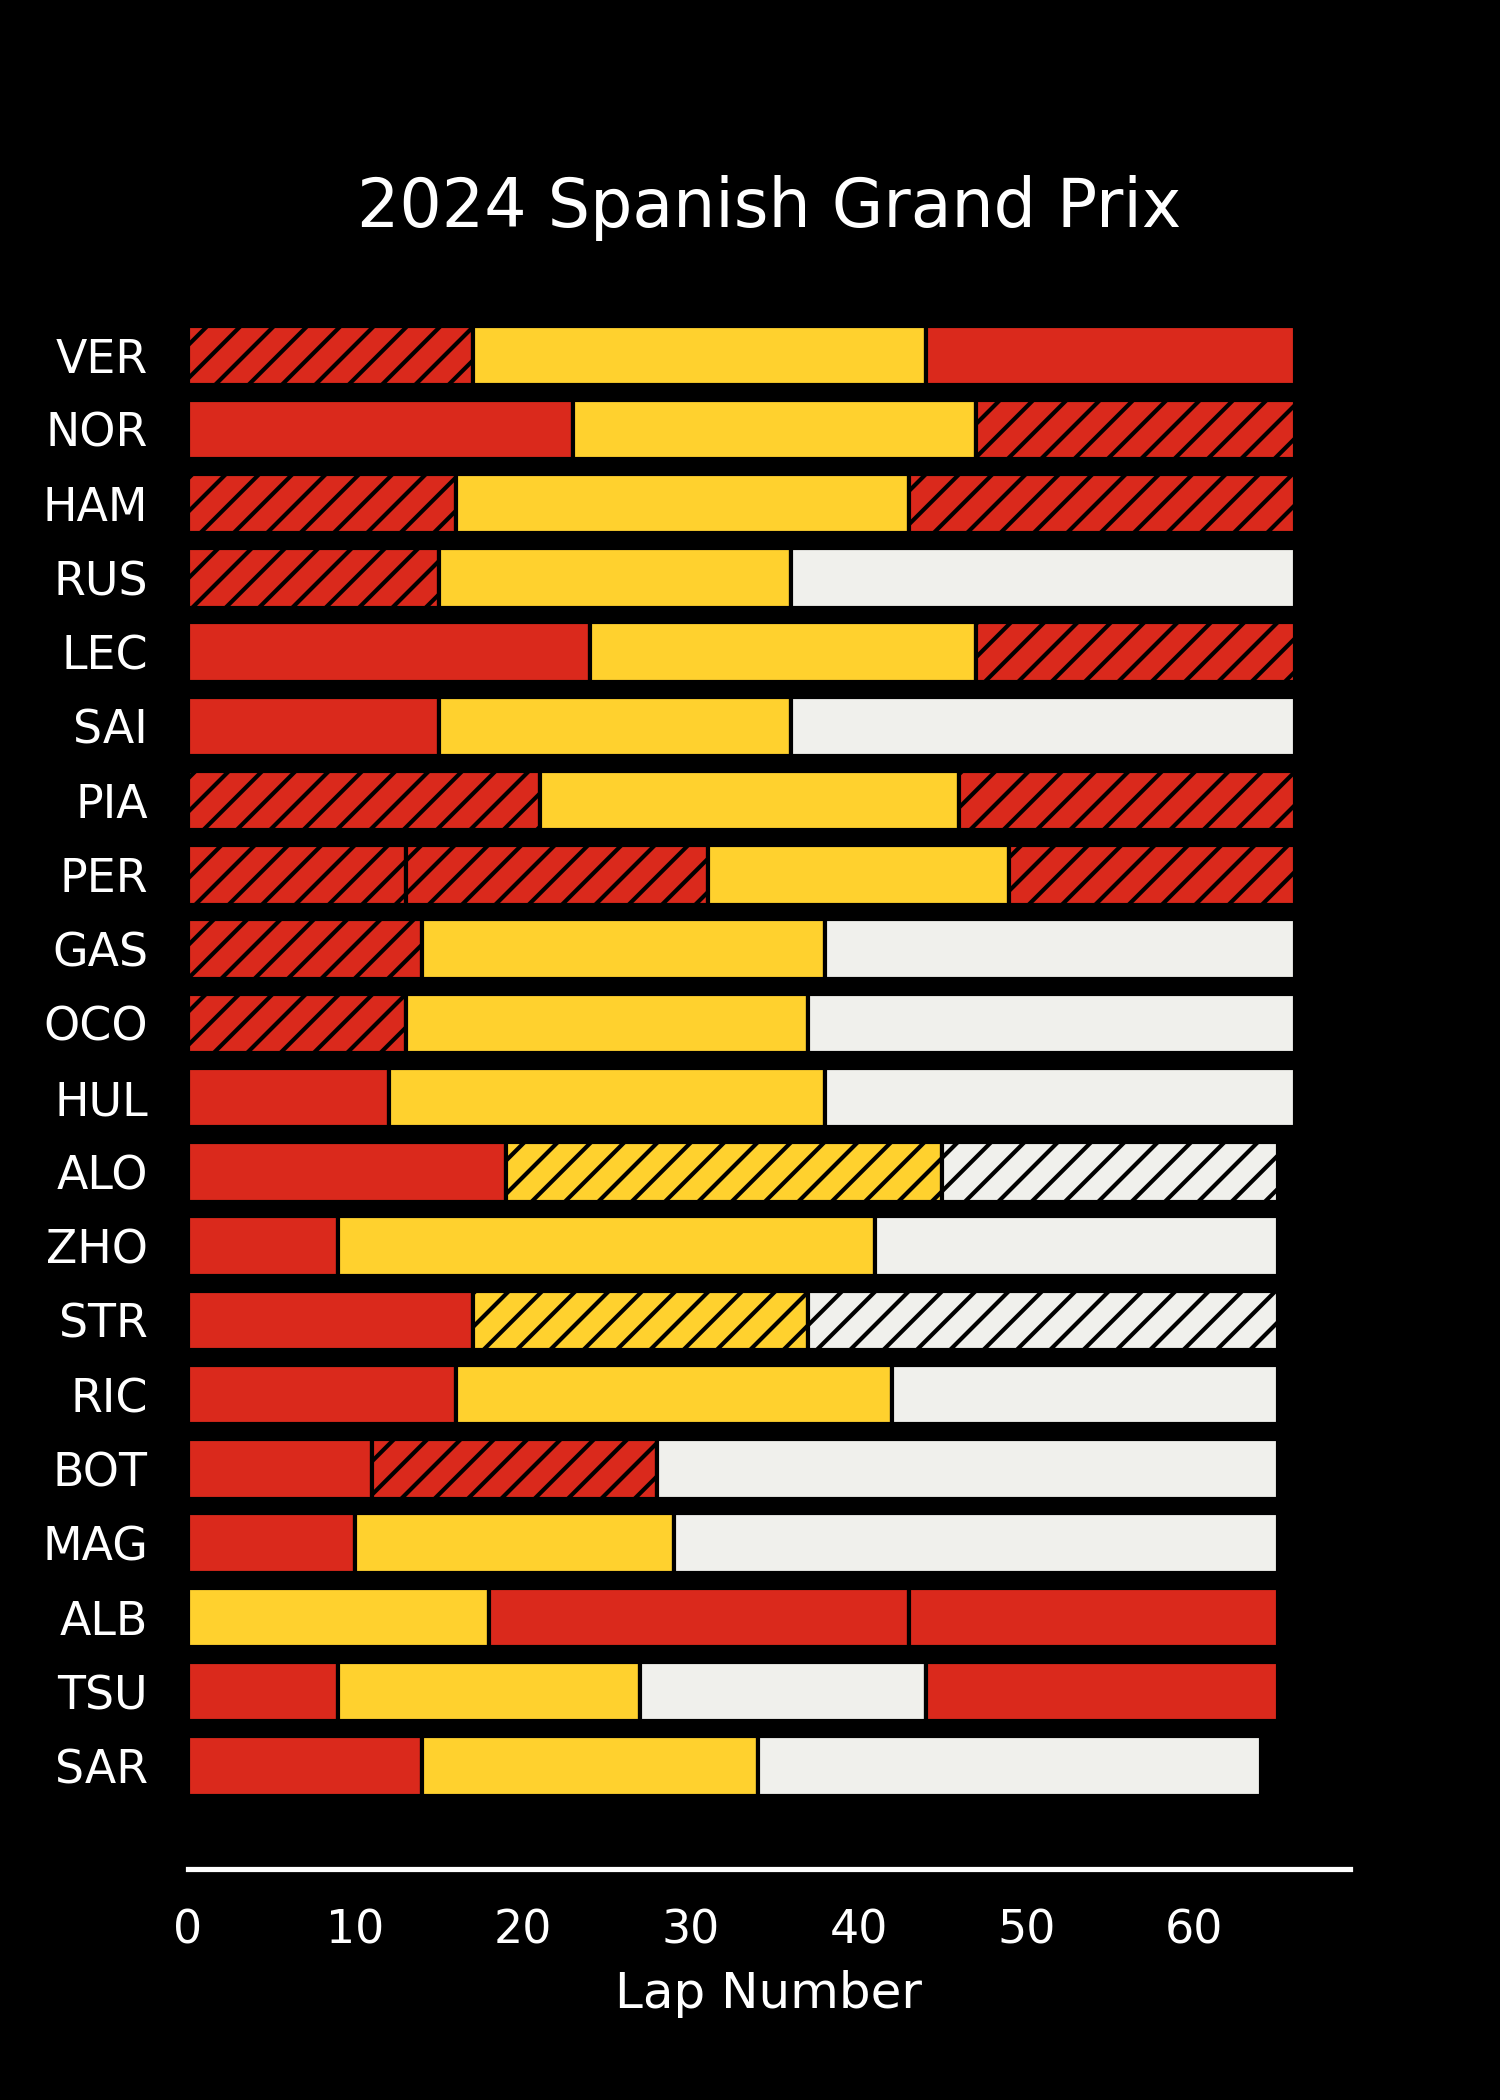 2024 Spanish Grand Prix
VER
NOR
HAM
RUS
LEC
SAI
PIA
PER
GAS
OCO
HUL
ALO
ZHO
STR
RIC
BOT
MAG
ALB
TSU
SAR
0 10 20 30 40 50 60
Lap Number